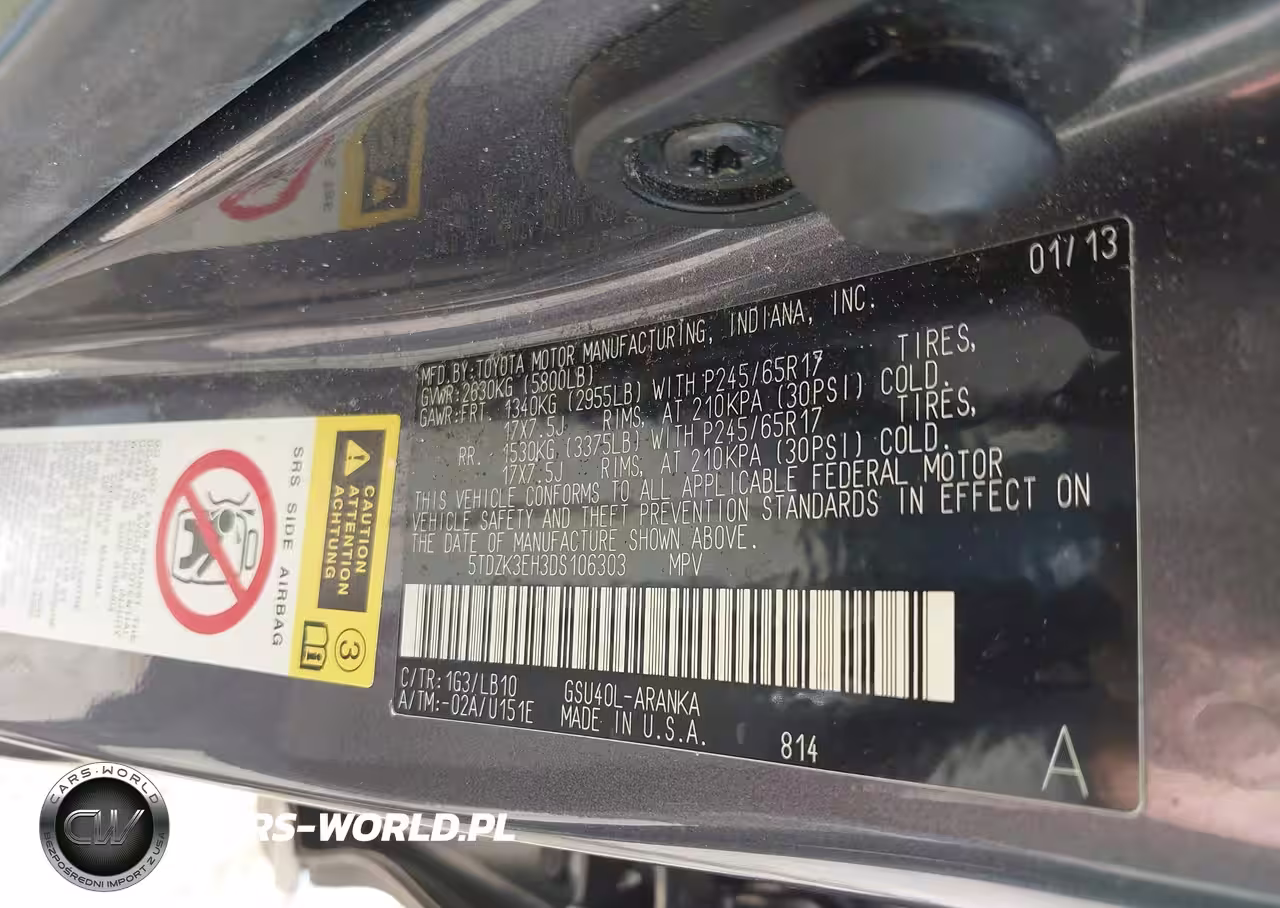 01/13
MFD.BY:TOYOTA MOTOR MANUFACTURING, INDIANA, INC.
GVWR:2630KG (5800LB)
GAWR:FRT. 1340KG (2955LB) WITH P245/65R17 TIRES,
17X7.5J RIMS, AT 210KPA (30PSI) COLD.
RR. 1530KG (3375LB) WITH P245/65R17 TIRES,
17X7.5J RIMS, AT 210KPA (30PSI) COLD.
THIS VEHICLE CONFORMS TO ALL APPLICABLE FEDERAL MOTOR
VEHICLE SAFETY AND THEFT PREVENTION STANDARDS IN EFFECT ON
THE DATE OF MANUFACTURE SHOWN ABOVE.
5TDZK3EH3DS106303 MPV
C/TR: 1G3/LB10 GSU40L-ARANKA
A/TM:-02A/U151E MADE IN U.S.A.
814
A
CAUTION
ATTENTION
ACHTUNG
3
SRS SIDE AIRBAG
CARS-WORLD
CW
BEZPOŚREDNI IMPORT Z USA
RS-WORLD.PL